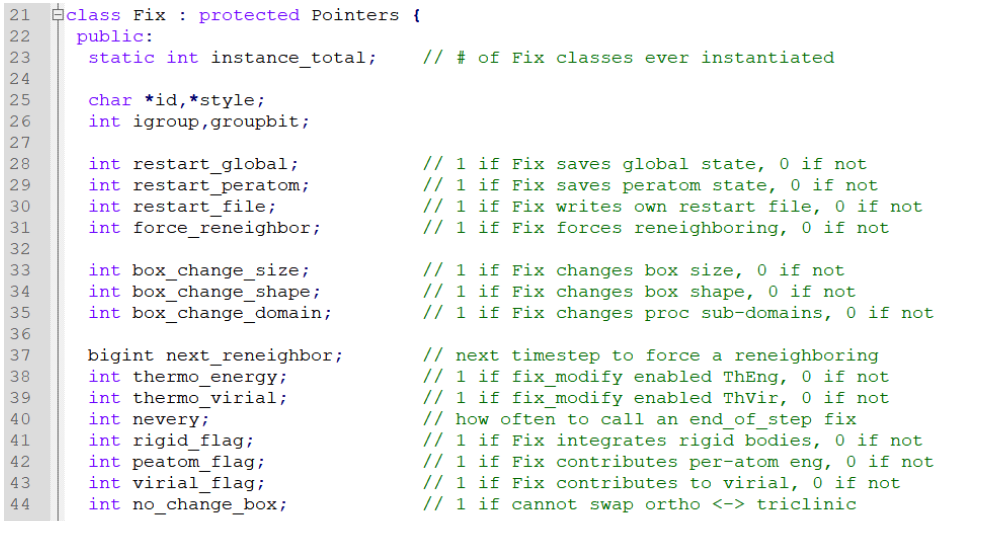 21 class Fix : protected Pointers {
22 public:
23 static int instance_total; // # of Fix classes ever instantiated
24
25 char *id,*style;
26 int igroup,groupbit;
27
28 int restart_global; // 1 if Fix saves global state, 0 if not
29 int restart_peratom; // 1 if Fix saves peratom state, 0 if not
30 int restart_file; // 1 if Fix writes own restart file, 0 if not
31 int force_reneighbor; // 1 if Fix forces reneighboring, 0 if not
32
33 int box_change_size; // 1 if Fix changes box size, 0 if not
34 int box_change_shape; // 1 if Fix changes box shape, 0 if not
35 int box_change_domain; // 1 if Fix changes proc sub-domains, 0 if not
36
37 bigint next_reneighbor; // next timestep to force a reneighboring
38 int thermo_energy; // 1 if fix_modify enabled ThEng, 0 if not
39 int thermo_virial; // 1 if fix_modify enabled ThVir, 0 if not
40 int nevery; // how often to call an end_of_step fix
41 int rigid_flag; // 1 if Fix integrates rigid bodies, 0 if not
42 int peatom_flag; // 1 if Fix contributes per-atom eng, 0 if not
43 int virial_flag; // 1 if Fix contributes to virial, 0 if not
44 int no_change_box; // 1 if cannot swap ortho <-> triclinic